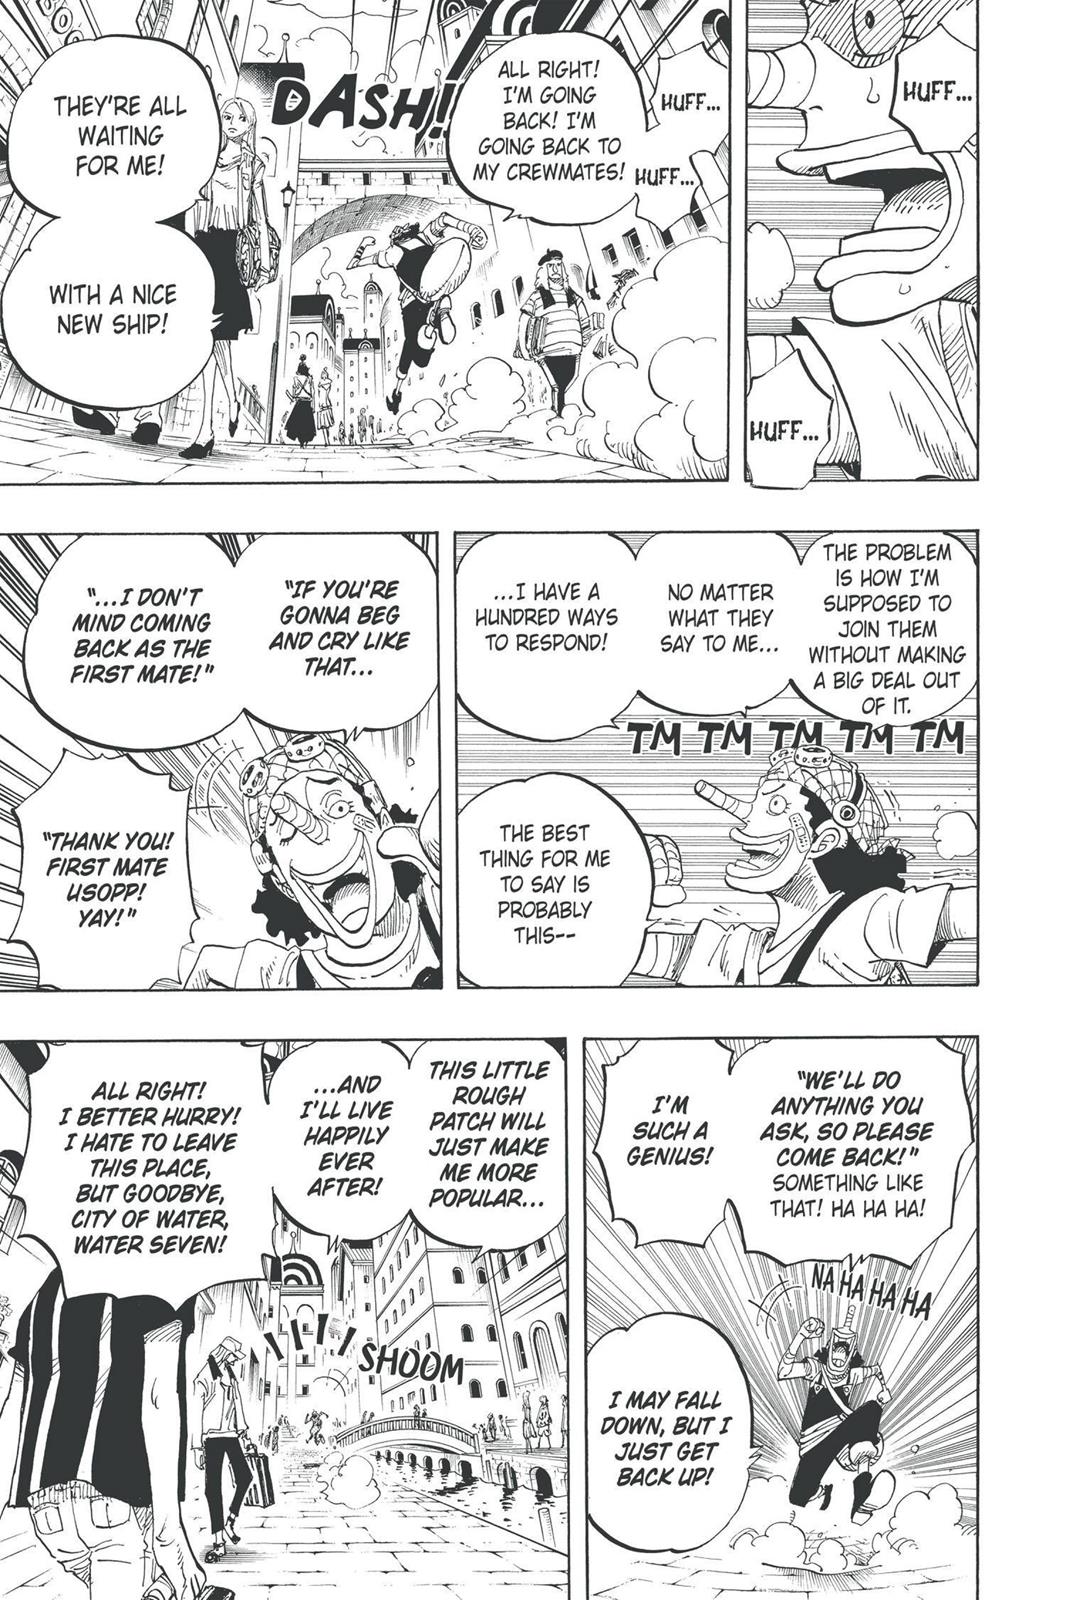 HUFF...
HUFF...
HUFF...
HUFF...
ALL RIGHT!
I'M GOING
BACK! I'M
GOING BACK TO
MY CREWMATES!
DASH!
THEY'RE ALL
WAITING
FOR ME!
WITH A NICE
NEW SHIP!
THE PROBLEM
IS HOW I'M
SUPPOSED TO
JOIN THEM
WITHOUT MAKING
A BIG DEAL OUT
OF IT.
NO MATTER
WHAT THEY
SAY TO ME...
...I HAVE A
HUNDRED WAYS
TO RESPOND!
TM TM TM TM TM
THE BEST
THING FOR ME
TO SAY IS
PROBABLY
THIS--
"IF YOU'RE
GONNA BEG
AND CRY LIKE
THAT...
"...I DON'T
MIND COMING
BACK AS THE
FIRST MATE!"
"THANK YOU!
FIRST MATE
USOPP!
YAY!"
"WE'LL DO
ANYTHING YOU
ASK, SO PLEASE
COME BACK!"
SOMETHING LIKE
THAT! HA HA HA!
I'M
SUCH A
GENIUS!
NA HA HA HA
I MAY FALL
DOWN, BUT I
JUST GET
BACK UP!
THIS LITTLE
ROUGH
PATCH WILL
JUST MAKE
ME MORE
POPULAR...
...AND
I'LL LIVE
HAPPILY
EVER
AFTER!
ALL RIGHT!
I BETTER HURRY!
I HATE TO LEAVE
THIS PLACE,
BUT GOODBYE,
CITY OF WATER,
WATER SEVEN!
SHOOM